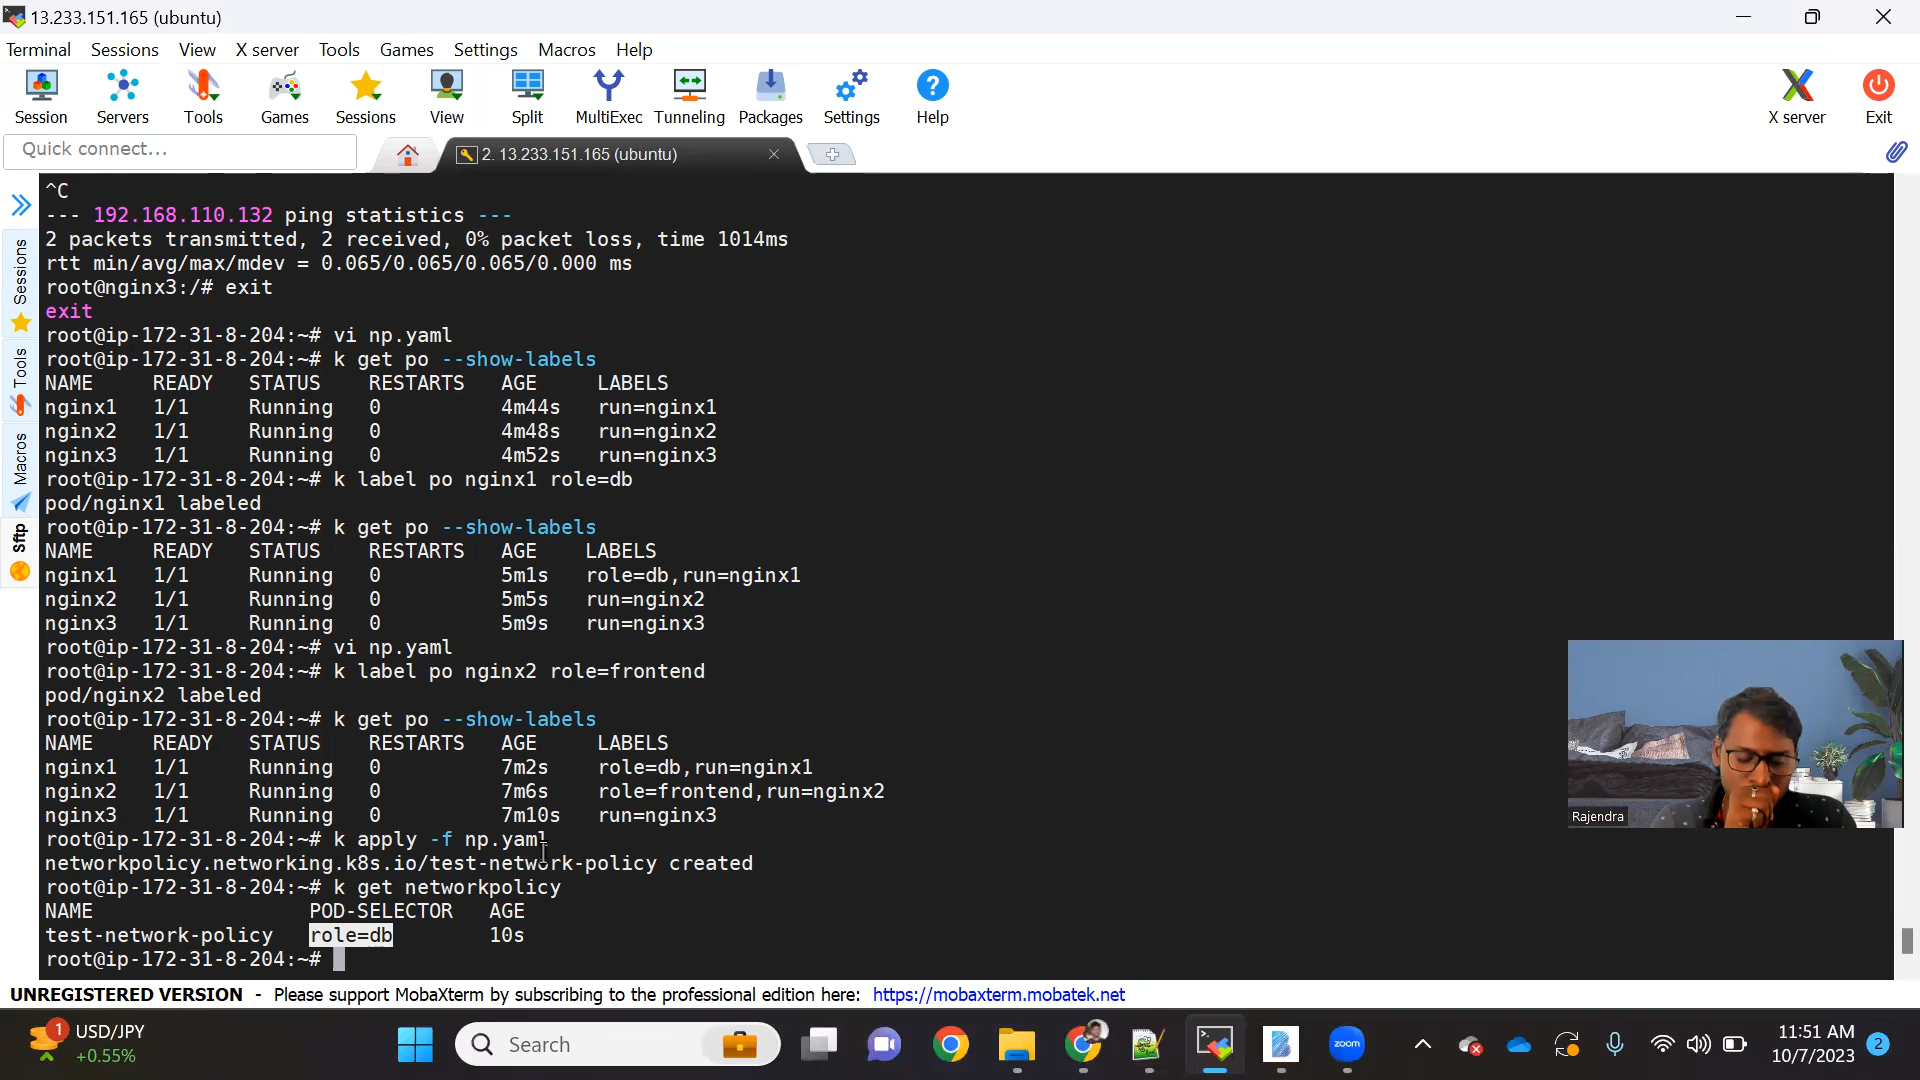 13.233.151.165 (ubuntu)
Terminal Sessions View X server Tools Games Settings Macros Help
Session Servers Tools Games Sessions View Split MultiExec Tunneling Packages Settings Help X server Exit
Quick connect...
2. 13.233.151.165 (ubuntu)
Sessions
Tools
Macros
Sftp
^C
--- 192.168.110.132 ping statistics ---
2 packets transmitted, 2 received, 0% packet loss, time 1014ms
rtt min/avg/max/mdev = 0.065/0.065/0.065/0.000 ms
root@nginx3:/# exit
exit
root@ip-172-31-8-204:~# vi np.yaml
root@ip-172-31-8-204:~# k get po --show-labels
NAME READY STATUS RESTARTS AGE LABELS
nginx1 1/1 Running 0 4m44s run=nginx1
nginx2 1/1 Running 0 4m48s run=nginx2
nginx3 1/1 Running 0 4m52s run=nginx3
root@ip-172-31-8-204:~# k label po nginx1 role=db
pod/nginx1 labeled
root@ip-172-31-8-204:~# k get po --show-labels
NAME READY STATUS RESTARTS AGE LABELS
nginx1 1/1 Running 0 5m1s role=db,run=nginx1
nginx2 1/1 Running 0 5m5s run=nginx2
nginx3 1/1 Running 0 5m9s run=nginx3
root@ip-172-31-8-204:~# vi np.yaml
root@ip-172-31-8-204:~# k label po nginx2 role=frontend
pod/nginx2 labeled
root@ip-172-31-8-204:~# k get po --show-labels
NAME READY STATUS RESTARTS AGE LABELS
nginx1 1/1 Running 0 7m2s role=db,run=nginx1
nginx2 1/1 Running 0 7m6s role=frontend,run=nginx2
nginx3 1/1 Running 0 7m10s run=nginx3
root@ip-172-31-8-204:~# k apply -f np.yaml
networkpolicy.networking.k8s.io/test-network-policy created
root@ip-172-31-8-204:~# k get networkpolicy
NAME POD-SELECTOR AGE
test-network-policy role=db 10s
root@ip-172-31-8-204:~#
Rajendra
UNREGISTERED VERSION - Please support MobaXterm by subscribing to the professional edition here: https://mobaxterm.mobatek.net
1
USD/JPY
+0.55%
Search
zoom
11:51 AM
10/7/2023
2